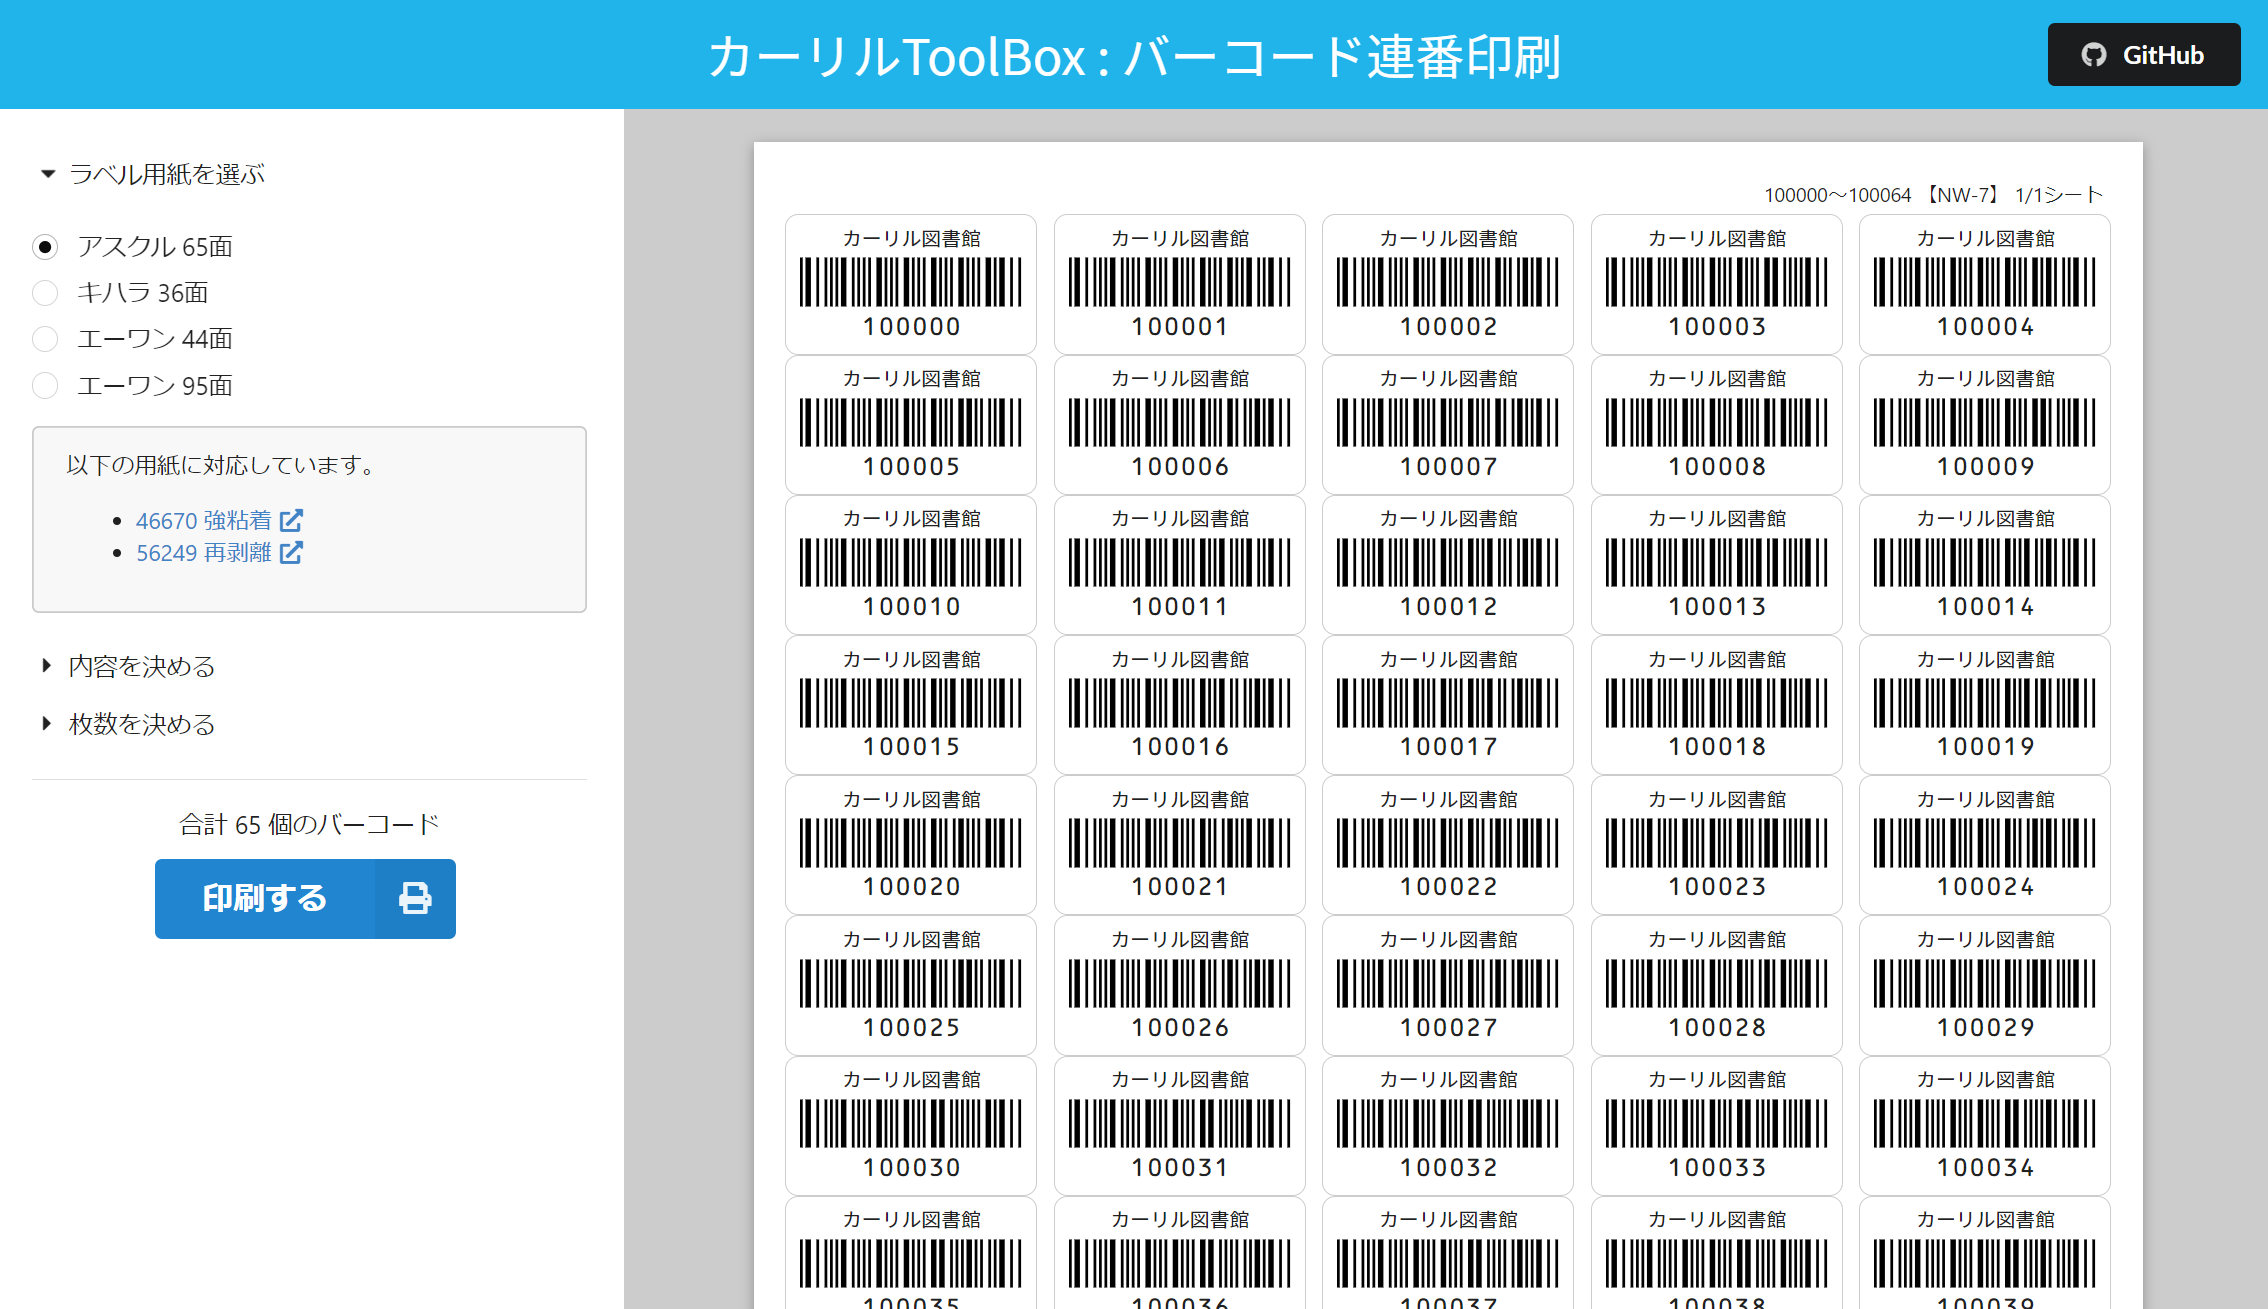 カーリルToolBox : バーコード連番印刷
GitHub
ラベル用紙を選ぶ
アスクル 65面
キハラ 36面
エーワン 44面
エーワン 95面
以下の用紙に対応しています。
46670 強粘着
56249 再剥離
内容を決める
枚数を決める
合計 65 個のバーコード
印刷する
100000～100064 【NW-7】 1/1シート
カーリル図書館 カーリル図書館 カーリル図書館 カーリル図書館 カーリル図書館
100000 100001 100002 100003 100004
カーリル図書館 カーリル図書館 カーリル図書館 カーリル図書館 カーリル図書館
100005 100006 100007 100008 100009
カーリル図書館 カーリル図書館 カーリル図書館 カーリル図書館 カーリル図書館
100010 100011 100012 100013 100014
カーリル図書館 カーリル図書館 カーリル図書館 カーリル図書館 カーリル図書館
100015 100016 100017 100018 100019
カーリル図書館 カーリル図書館 カーリル図書館 カーリル図書館 カーリル図書館
100020 100021 100022 100023 100024
カーリル図書館 カーリル図書館 カーリル図書館 カーリル図書館 カーリル図書館
100025 100026 100027 100028 100029
カーリル図書館 カーリル図書館 カーリル図書館 カーリル図書館 カーリル図書館
100030 100031 100032 100033 100034
カーリル図書館 カーリル図書館 カーリル図書館 カーリル図書館 カーリル図書館
100035 100036 100037 100038 100039